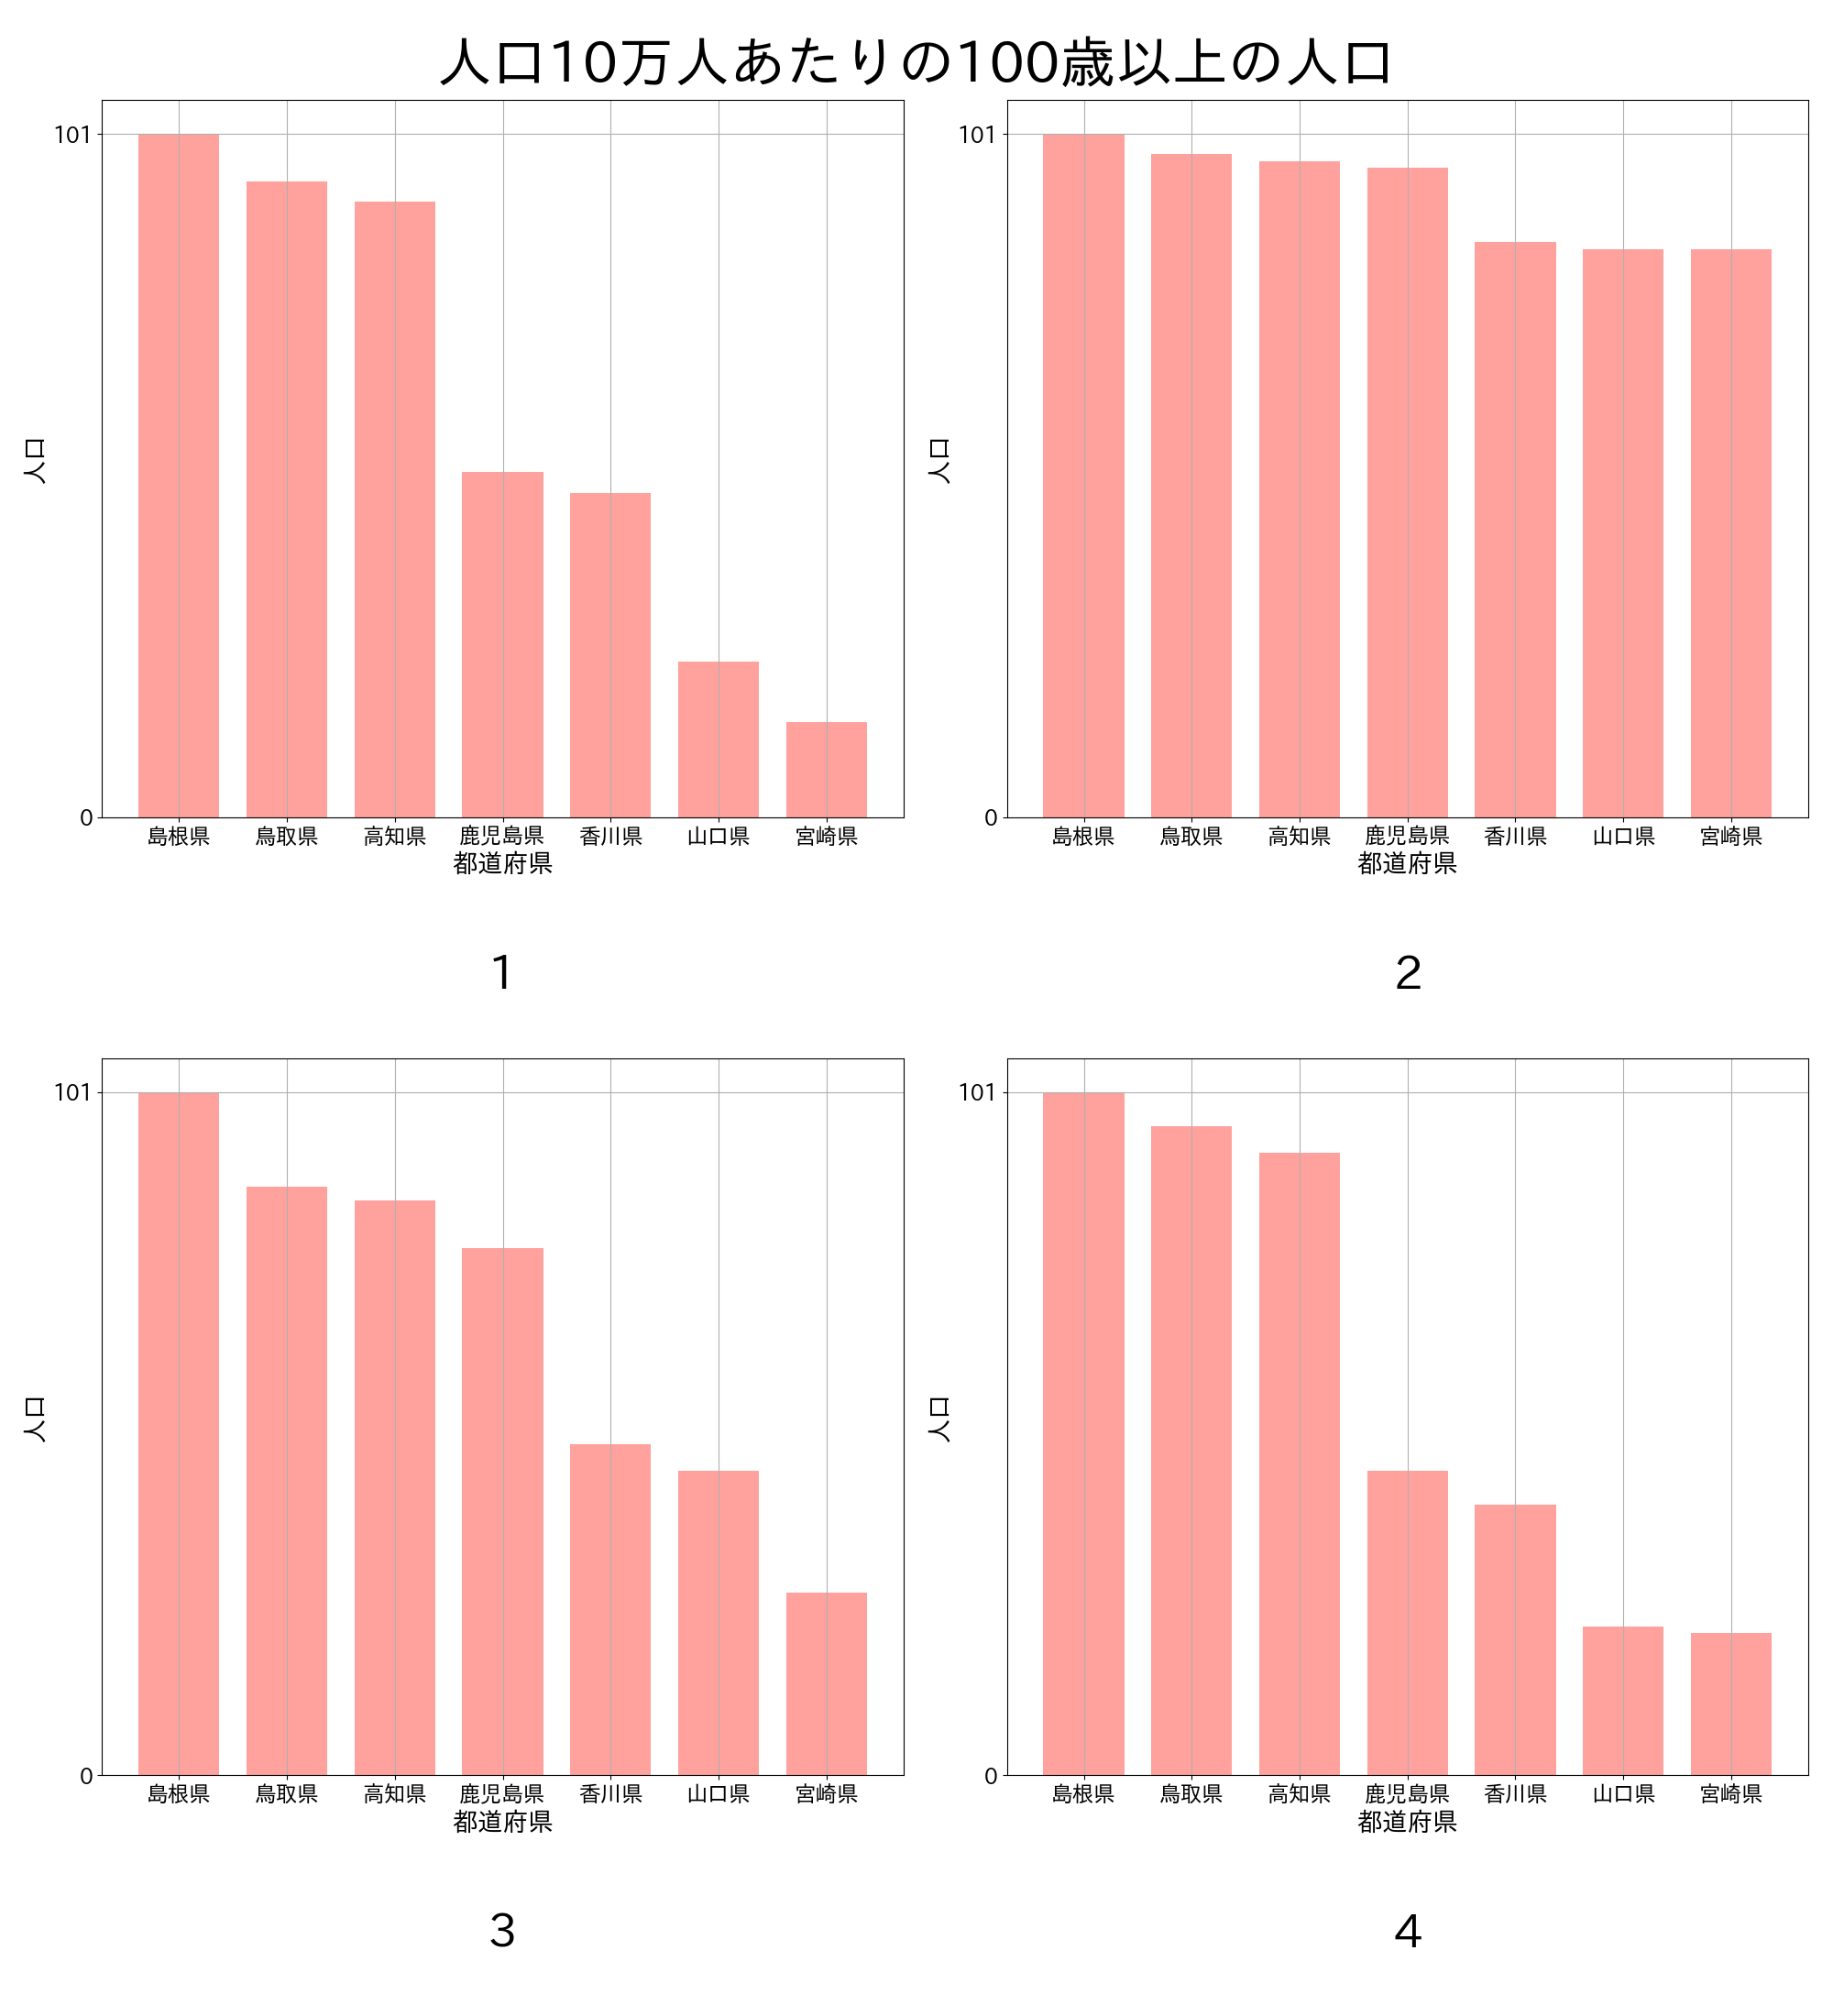 人口10万人あたりの100歳以上の人口
101
0
人口
島根県 鳥取県 高知県 鹿児島県 香川県 山口県 宮崎県
都道府県
1
101
0
人口
島根県 鳥取県 高知県 鹿児島県 香川県 山口県 宮崎県
都道府県
2
101
0
人口
島根県 鳥取県 高知県 鹿児島県 香川県 山口県 宮崎県
都道府県
3
101
0
人口
島根県 鳥取県 高知県 鹿児島県 香川県 山口県 宮崎県
都道府県
4